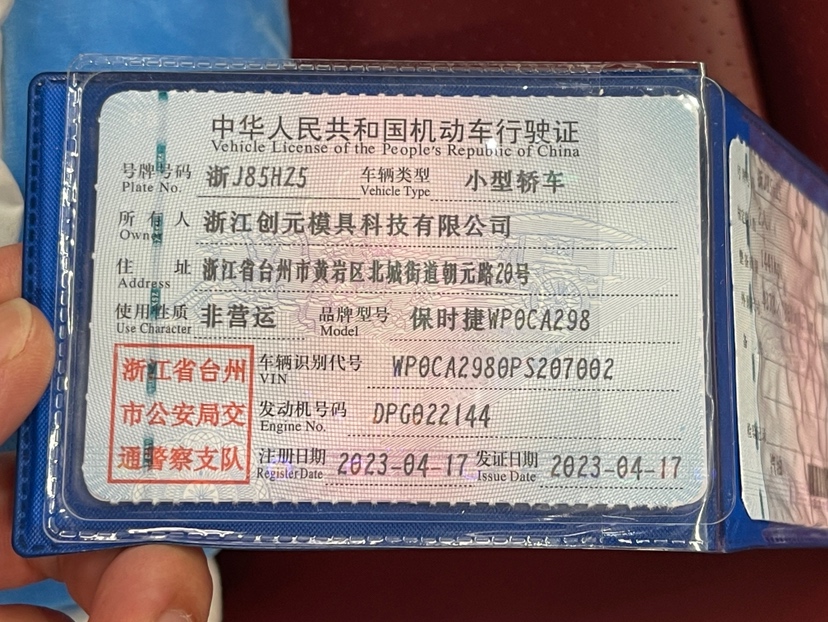 中华人民共和国机动车行驶证
Vehicle License of the People's Republic of China
号牌号码 浙J85HZ5 车辆类型 小型轿车
Plate No. Vehicle Type
所有人 浙江创元模具科技有限公司
Owner
住址 浙江省台州市黄岩区北城街道朝元路20号
Address
使用性质 非营运 品牌型号 保时捷WP0CA298
Use Character Model
浙江省台州 车辆识别代号 WP0CA2980PS207002
VIN
市公安局交 发动机号码 DPG022144
Engine No.
通警察支队 注册日期 2023-04-17 发证日期 2023-04-17
Register Date Issue Date